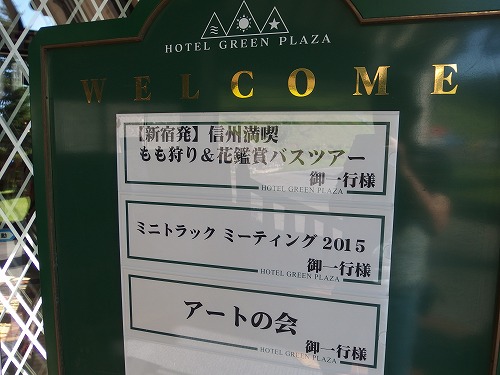 HOTEL GREEN PLAZA
WELCOME
【新宿発】信州満喫
もも狩り＆花鑑賞バスツアー
御一行様
HOTEL GREEN PLAZA
ミニトラック ミーティング 2015
御一行様
HOTEL GREEN PLAZA
アートの会
御一行様
HOTEL GREEN PLAZA